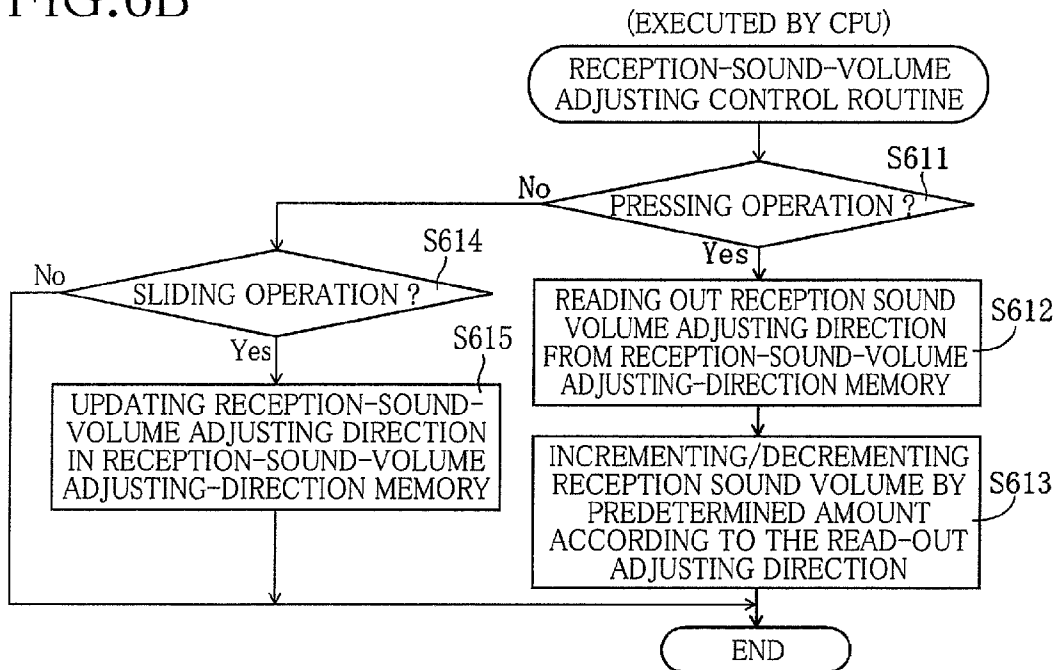 FIG.6B
(EXECUTED BY CPU)
RECEPTION-SOUND-VOLUME
ADJUSTING CONTROL ROUTINE
S611
PRESSING OPERATION ?
No
Yes
S614
SLIDING OPERATION ?
No
Yes
S612
READING OUT RECEPTION SOUND
VOLUME ADJUSTING DIRECTION
FROM RECEPTION-SOUND-VOLUME
ADJUSTING-DIRECTION MEMORY
S615
UPDATING RECEPTION-SOUND-
VOLUME ADJUSTING DIRECTION
IN RECEPTION-SOUND-VOLUME
ADJUSTING-DIRECTION MEMORY
S613
INCREMENTING/DECREMENTING
RECEPTION SOUND VOLUME BY
PREDETERMINED AMOUNT
ACCORDING TO THE READ-OUT
ADJUSTING DIRECTION
END